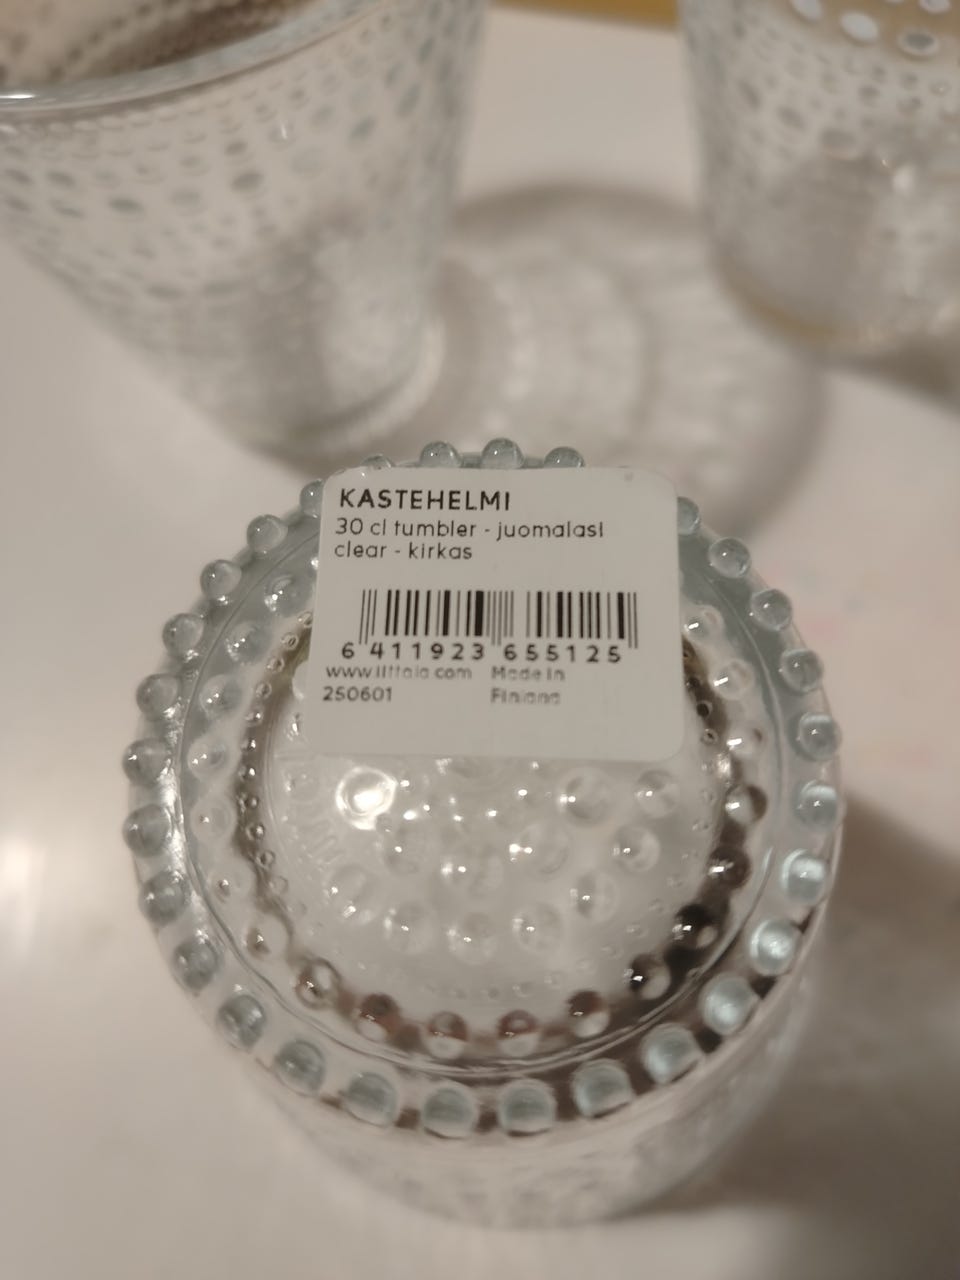 KASTEHELMI
30 cl tumbler - juomalasi
clear - kirkas
6 411923 655125
www.iittala.com Made in
250601 Finland